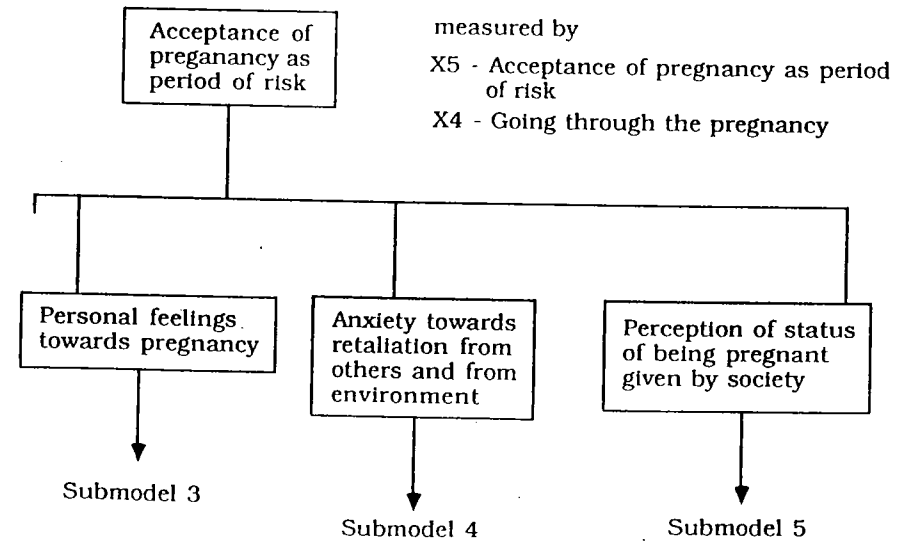 Acceptance of
preganancy as
period of risk
measured by
X5 - Acceptance of pregnancy as period
of risk
X4 - Going through the pregnancy
Personal feelings
towards pregnancy
Anxiety towards
retaliation from
others and from
environment
Perception of status
of being pregnant
given by society
Submodel 3
Submodel 4
Submodel 5